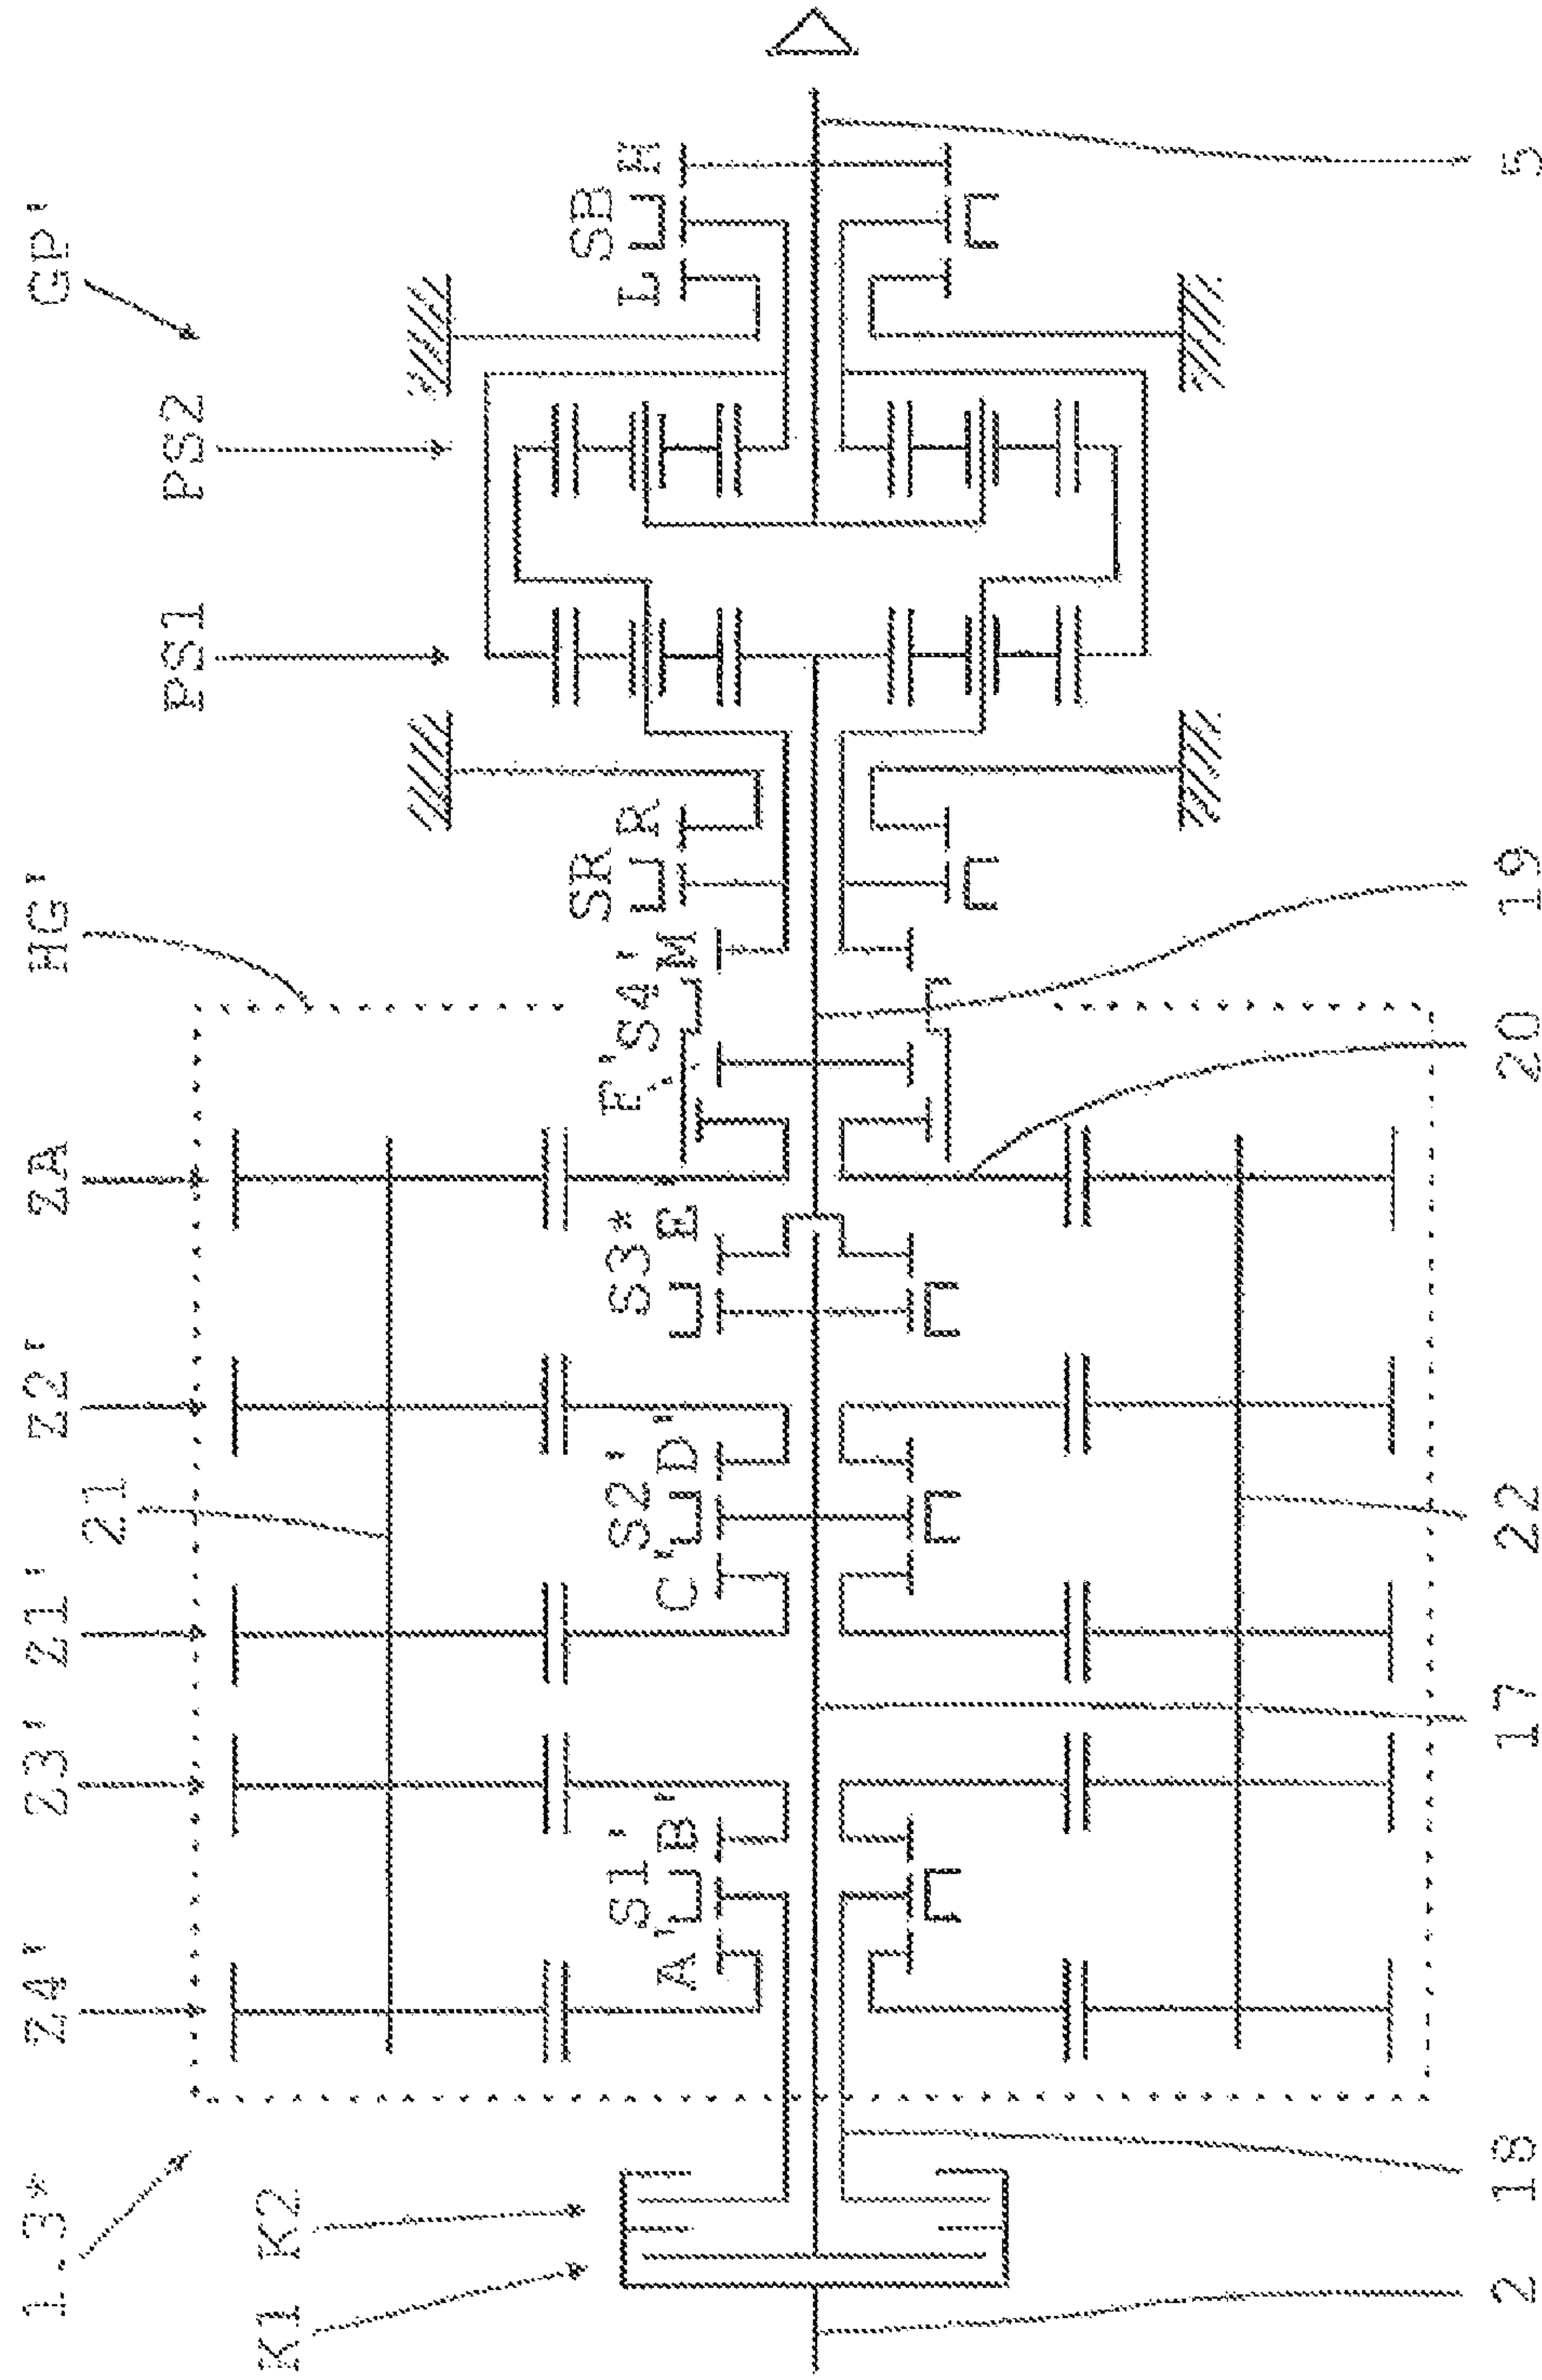 1.3*
Z4'
Z3'
Z1'
21
Z2'
ZA
HG'
GP'
K1
K2
PS1
PS2
S1'
A'
B'
S2'
C'
D'
S3*
E'
F'
S4'
M
SR
R
L
SB
H
2
18
17
22
20
19
5